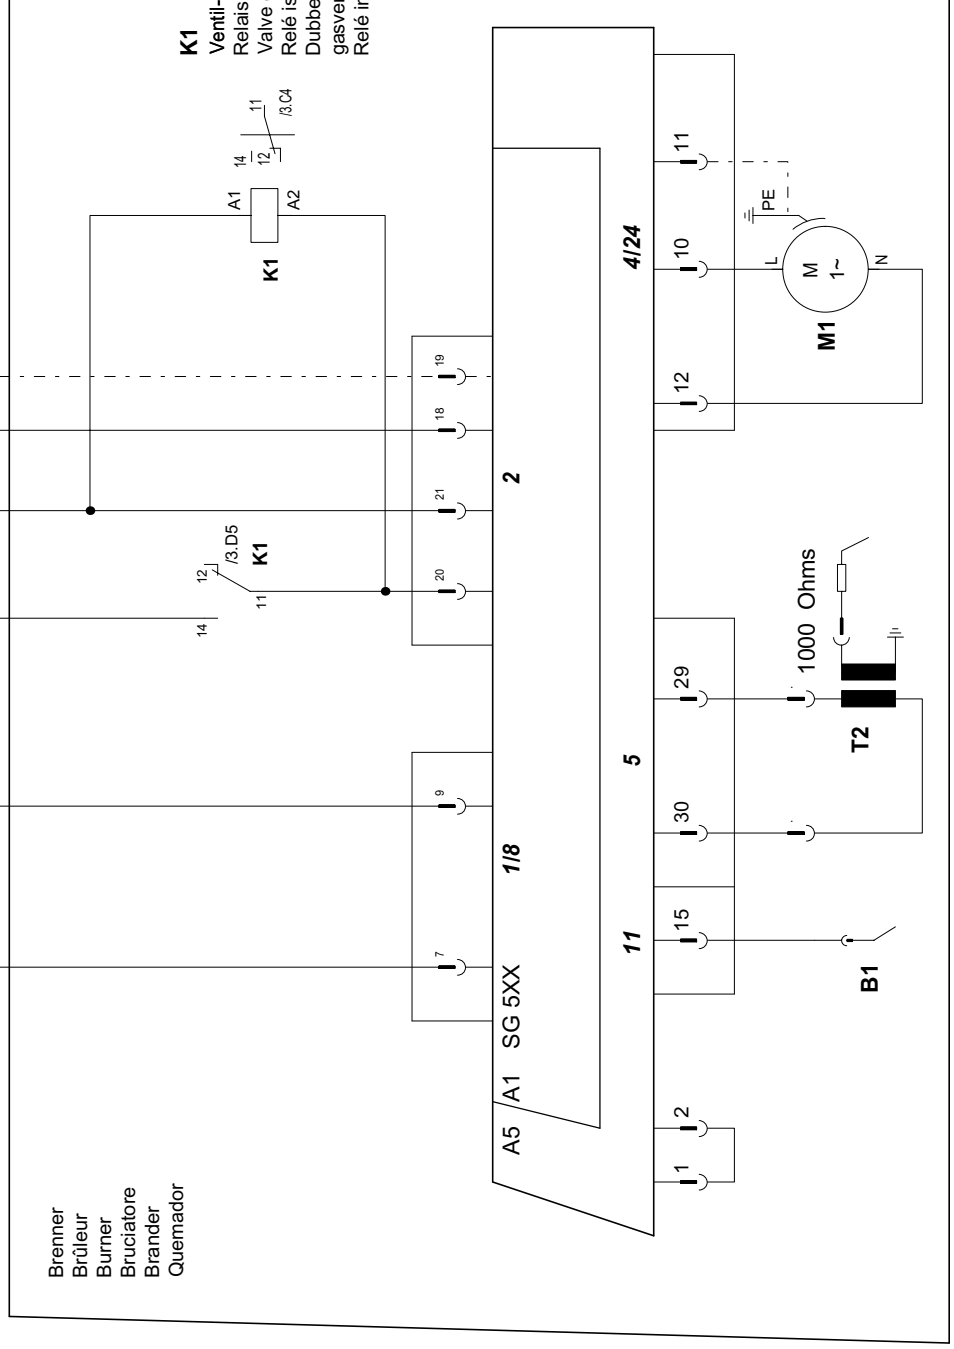 Brenner
Brûleur
Burner
Bruciatore
Brander
Quemador
K1
Ventil-
Relais
Valve
Relé is
Dubbe
gasver
Relé in
14
12
11
/3.C4
A1
A2
K1
14
12
11
/3.D5
K1
7
9
20
21
18
19
A5
A1
SG 5XX
1/8
2
11
5
4/24
1
2
15
30
29
12
10
11
B1
T2
1000 Ohms
M1
M
1~
L
N
PE